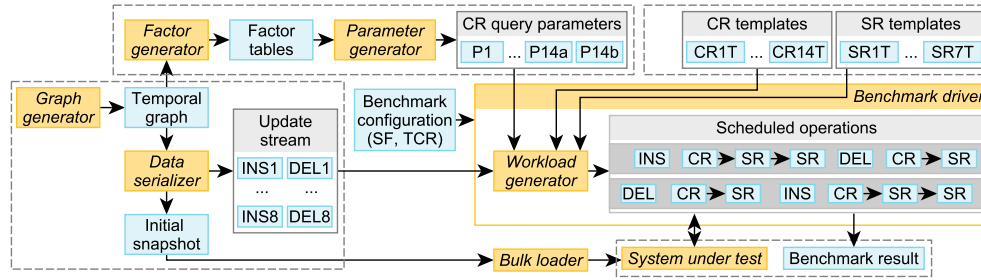 Factor
generator
Factor
tables
Parameter
generator
CR query parameters
P1 ... P14a P14b
CR templates
CR1T ... CR14T
SR templates
SR1T ... SR7T
Graph
generator
Temporal
graph
Update
stream
INS1 DEL1
... ...
INS8 DEL8
Data
serializer
Initial
snapshot
Benchmark
configuration
(SF, TCR)
Benchmark driver
Workload
generator
Scheduled operations
INS CR SR SR DEL CR SR
DEL CR SR INS CR SR SR
Bulk loader
System under test
Benchmark result